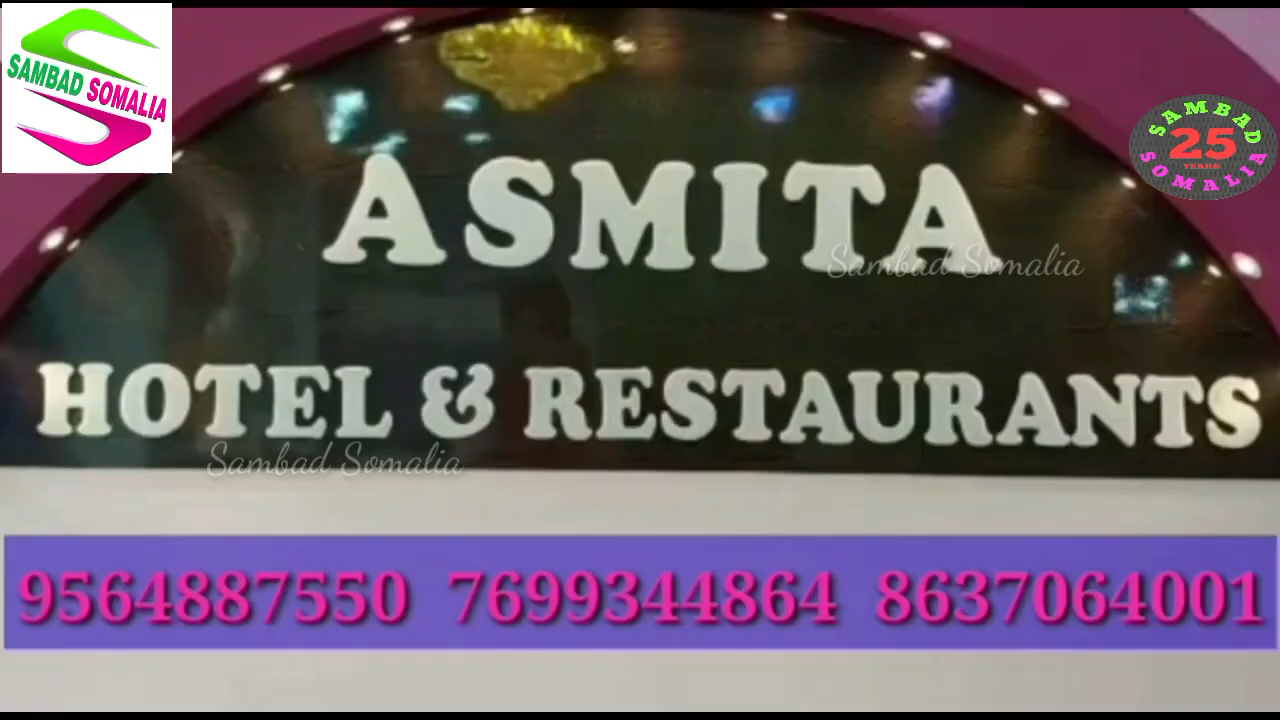 SAMBAD SOMALIA
SAMBAD
25
YEARS
SOMALIA
ASMITA
Sambad Somalia
HOTEL & RESTAURANTS
Sambad Somalia
9564887550 7699344864 8637064001